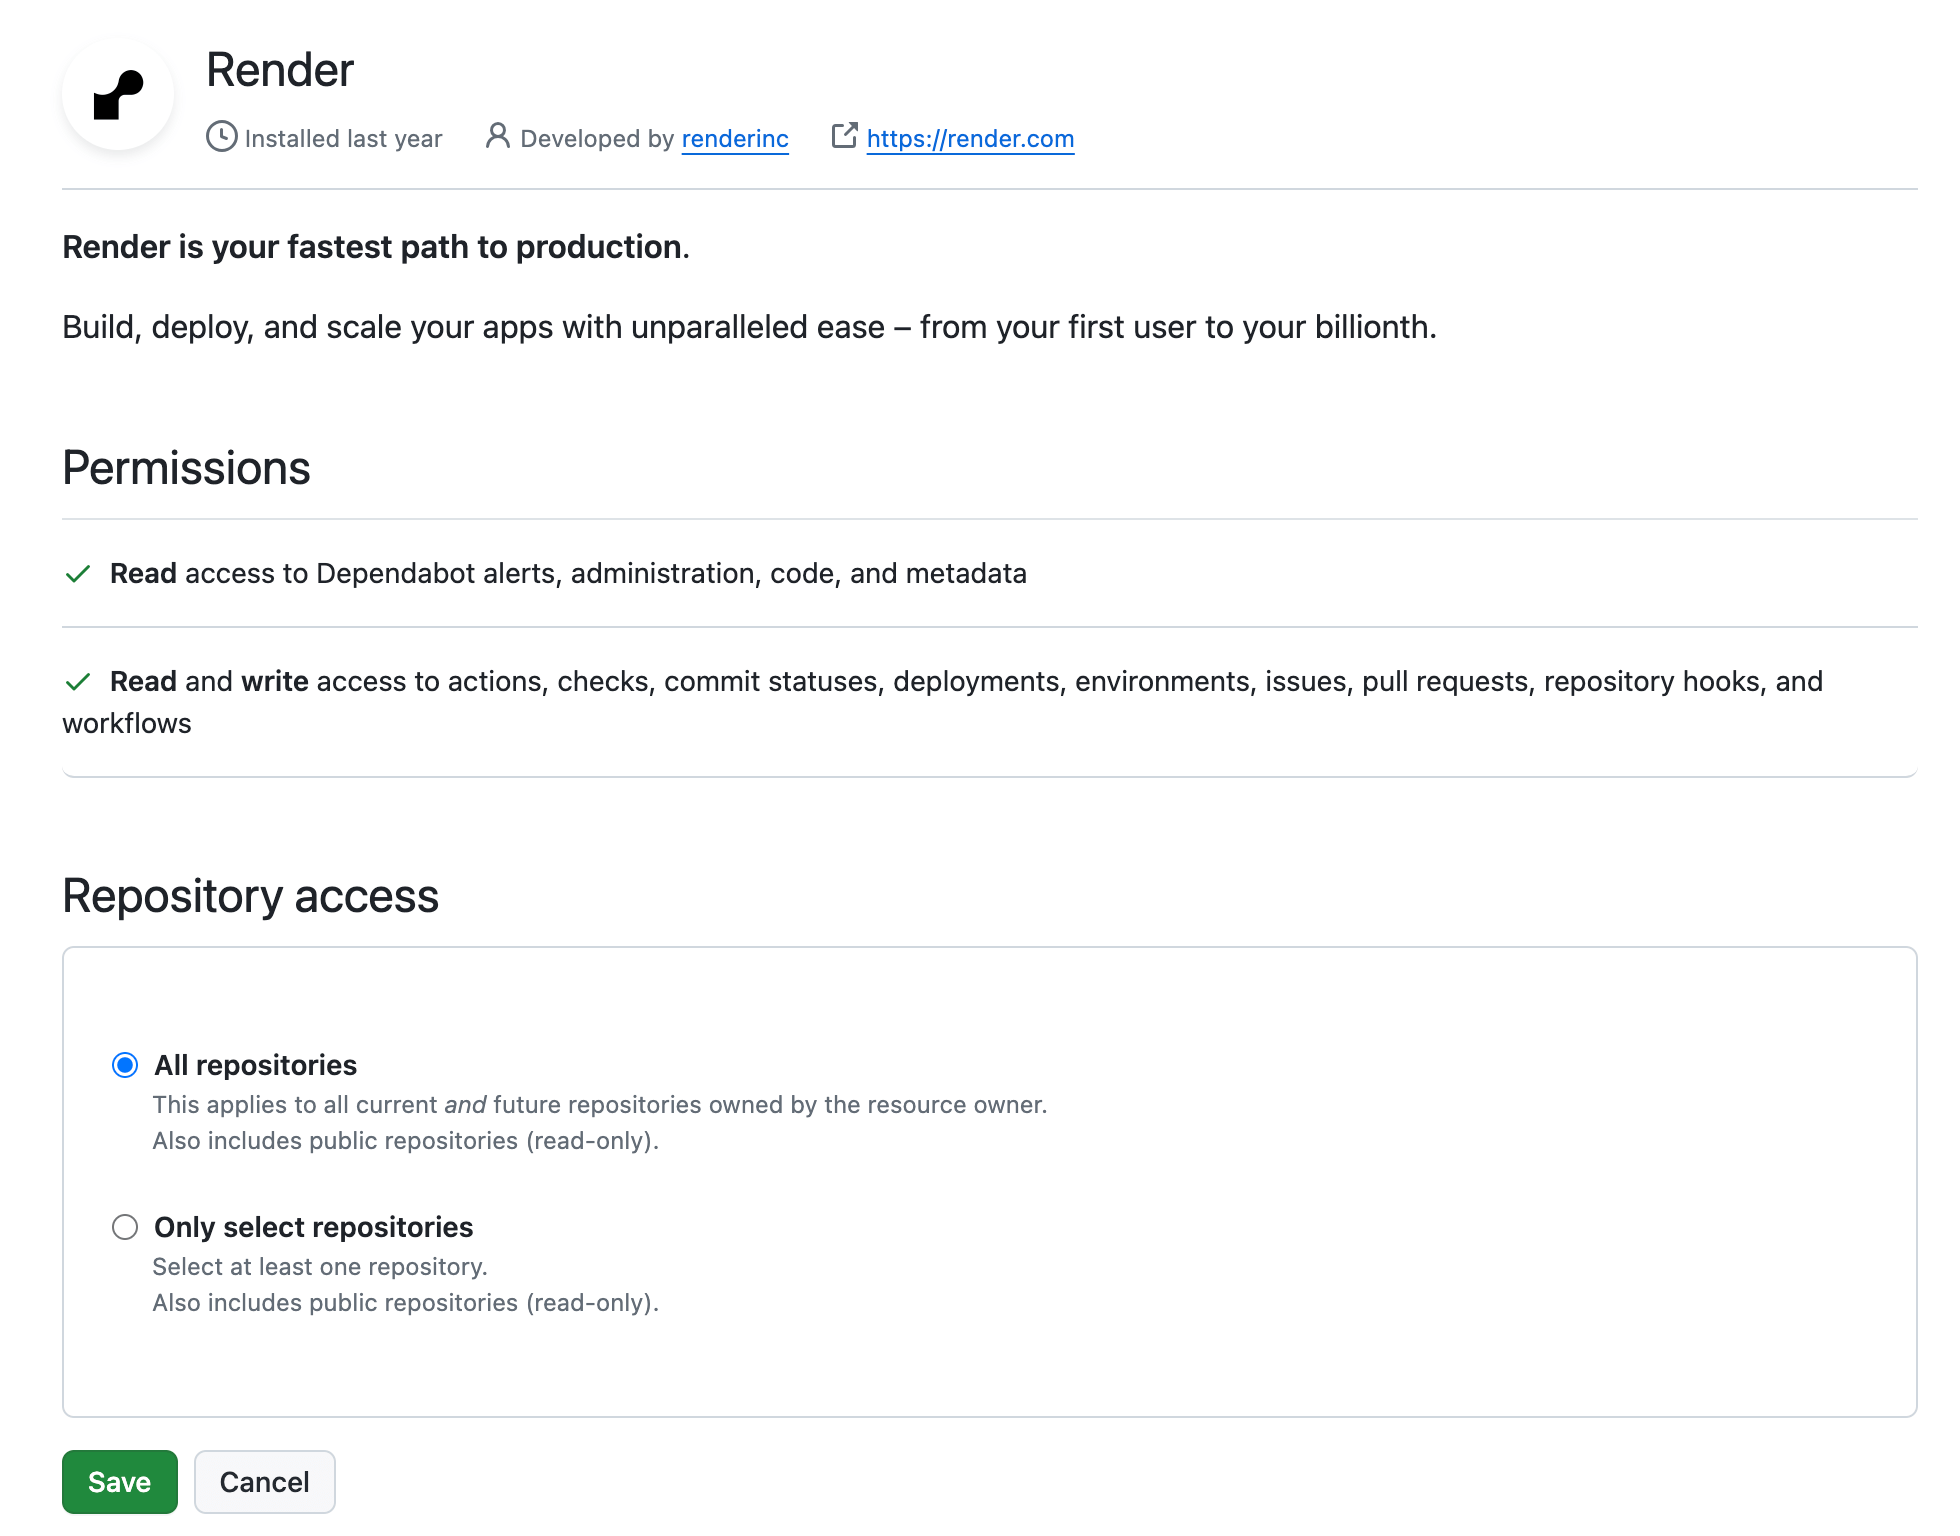 Render
Installed last year Developed by renderinc https://render.com
Render is your fastest path to production.
Build, deploy, and scale your apps with unparalleled ease – from your first user to your billionth.
Permissions
Read access to Dependabot alerts, administration, code, and metadata
Read and write access to actions, checks, commit statuses, deployments, environments, issues, pull requests, repository hooks, and
workflows
Repository access
All repositories
This applies to all current and future repositories owned by the resource owner.
Also includes public repositories (read-only).
Only select repositories
Select at least one repository.
Also includes public repositories (read-only).
Save Cancel